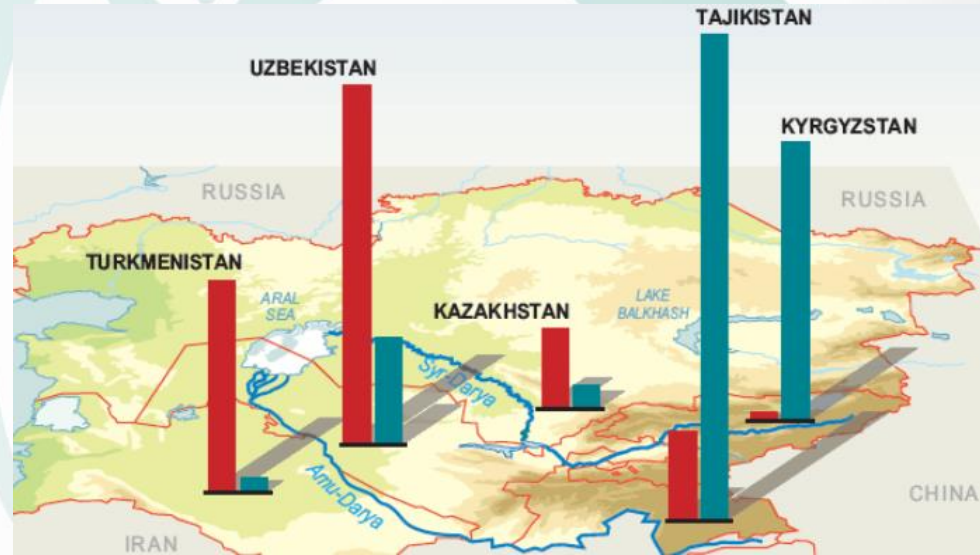 TAJIKISTAN
UZBEKISTAN
KYRGYZSTAN
RUSSIA
RUSSIA
TURKMENISTAN
ARAL
SEA
KAZAKHSTAN
LAKE
BALKHASH
Syr-Darya
Amu-Darya
CHINA
IRAN